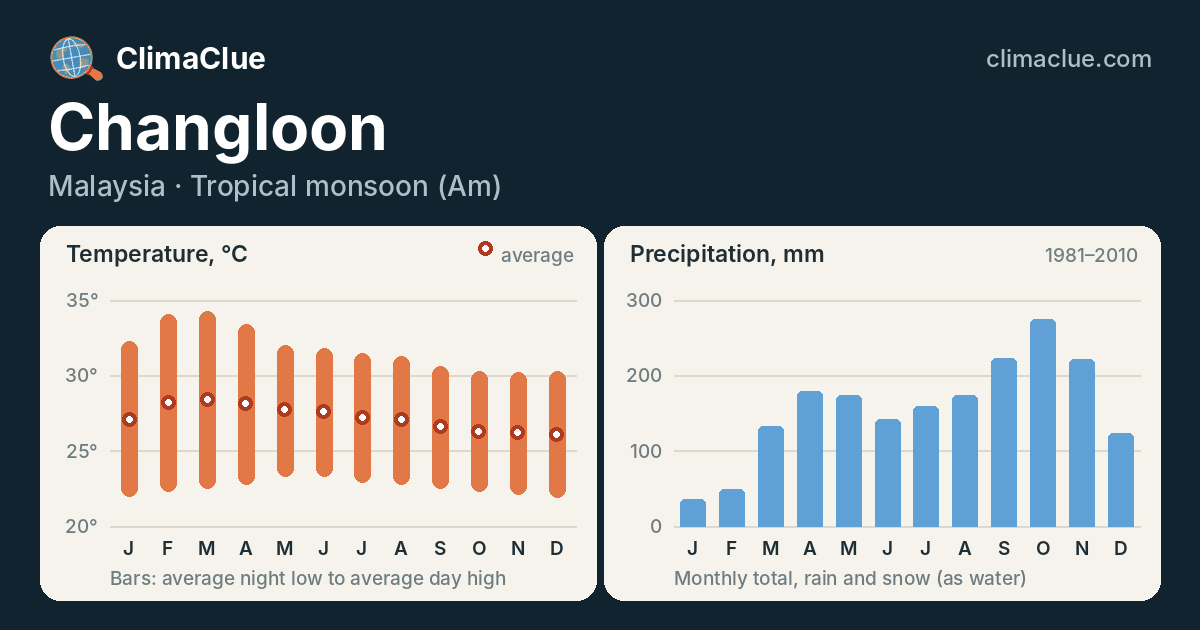 ClimaClue
climaclue.com
Changloon
Malaysia · Tropical monsoon (Am)
Temperature, °C
average
35°
30°
25°
20°
J F M A M J J A S O N D
Bars: average night low to average day high
Precipitation, mm
1981–2010
300
200
100
0
J F M A M J J A S O N D
Monthly total, rain and snow (as water)